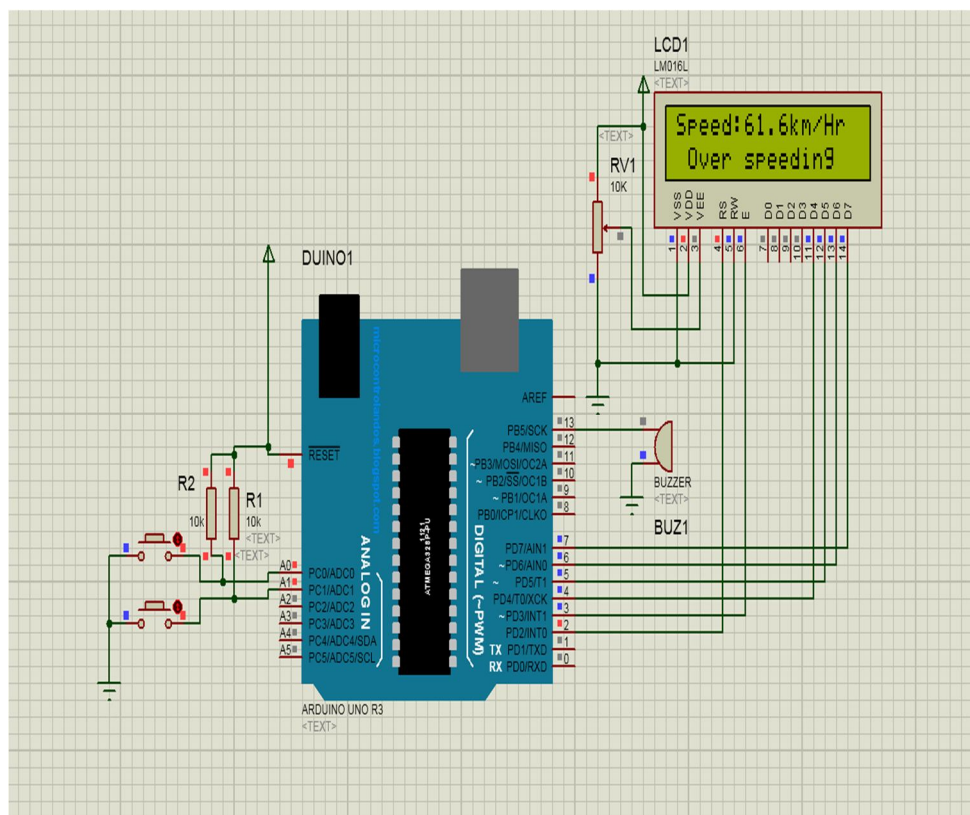 LCD1
LM016L
<TEXT>
Speed:61.6km/Hr
Over speeding
<TEXT>
RV1
10K
VSS
VDD
VEE
RS
RW
E
D0
D1
D2
D3
D4
D5
D6
D7
1
2
3
4
5
6
7
8
9
10
11
12
13
14
DUINO1
microcontrolandos.blogspot.com
AREF
PB5/SCK 13
PB4/MISO 12
~PB3/MOSI/OC2A 11
~ PB2/SS/OC1B 10
~ PB1/OC1A 9
PB0/ICP1/CLKO 8
PD7/AIN1 7
~ PD6/AIN0 6
~ PD5/T1 5
PD4/T0/XCK 4
~ PD3/INT1 3
PD2/INT0 2
TX PD1/TXD 1
RX PD0/RXD 0
DIGITAL (~PWM)
ANALOG IN
ATMEGA328P-PU
1121
RESET
R2
10k
R1
10k
<TEXT>
<TEXT>
A0 PC0/ADC0
A1 PC1/ADC1
A2 PC2/ADC2
A3 PC3/ADC3
A4 PC4/ADC4/SDA
A5 PC5/ADC5/SCL
BUZZER
<TEXT>
BUZ1
ARDUINO UNO R3
<TEXT>